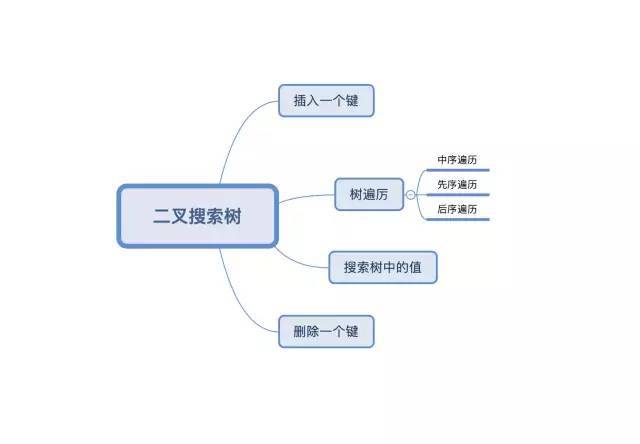 插入一个键
中序遍历
树遍历
先序遍历
后序遍历
二叉搜索树
搜索树中的值
删除一个键